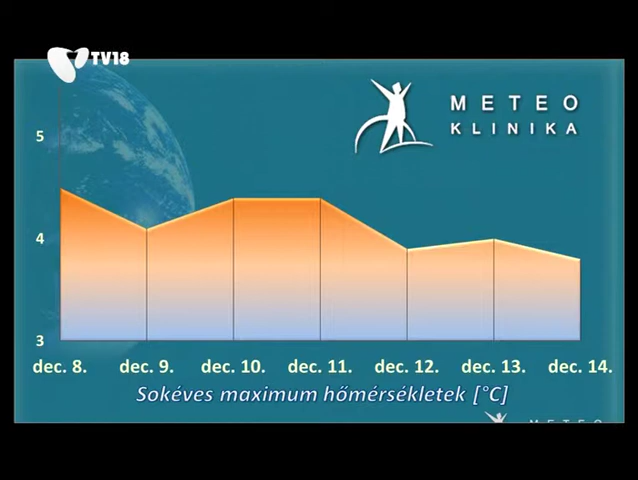 TV18
METEO
KLINIKA
5
4
3
dec. 8. dec. 9. dec. 10. dec. 11. dec. 12. dec. 13. dec. 14.
Sokéves maximum hőmérsékletek [°C]
METEO